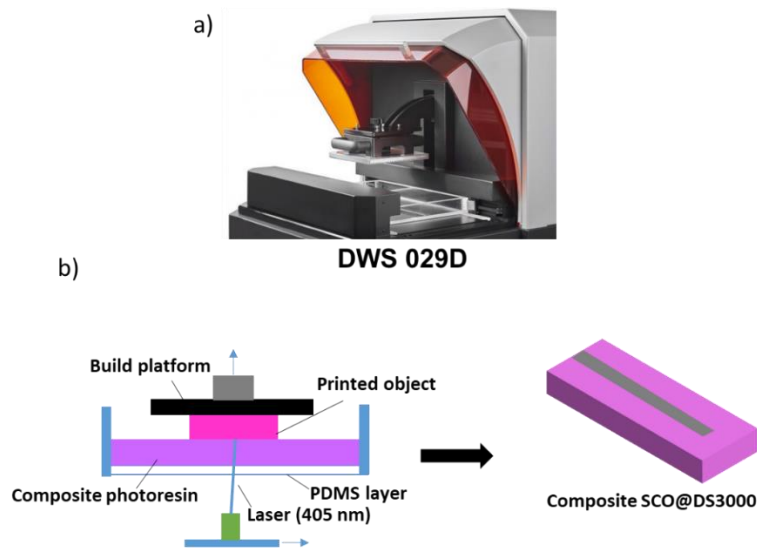 a)
DWS 029D
b)
Build platform
Printed object
Composite photoresin
PDMS layer
Laser (405 nm)
Composite SCO@DS3000